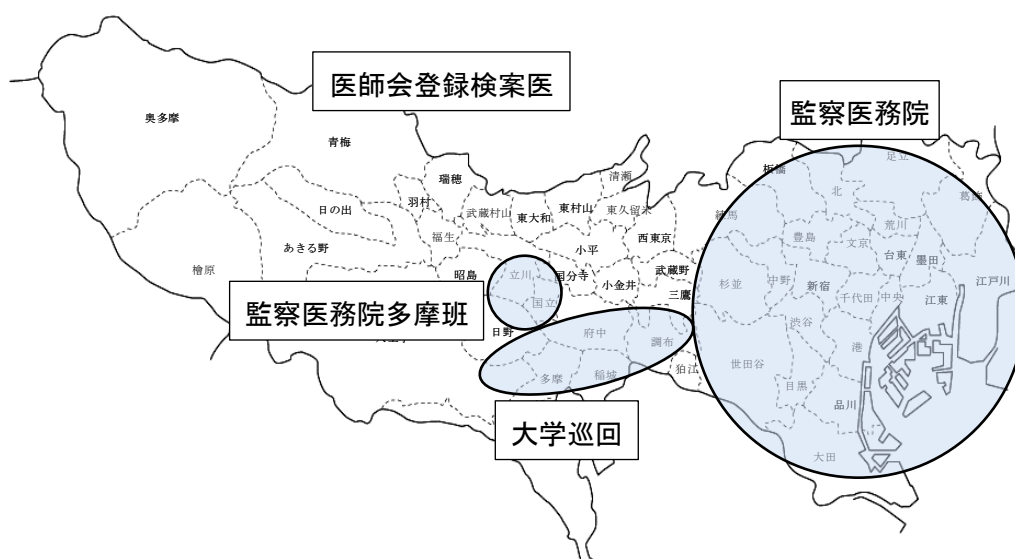 医師会登録検案医
監察医務院
奥多摩
青梅
瑞穂
羽村
日の出
武蔵村山
東大和
東村山
清瀬
東久留米
福生
あきる野
檜原
小平
西東京
昭島
立川
国分寺
小金井
武蔵野
三鷹
国立
監察医務院多摩班
日野
府中
調布
狛江
多摩
稲城
大学巡回
板橋
足立
北
葛飾
練馬
荒川
豊島
文京
台東
墨田
杉並
中野
新宿
千代田
中央
江東
江戸川
渋谷
港
世田谷
目黒
品川
大田